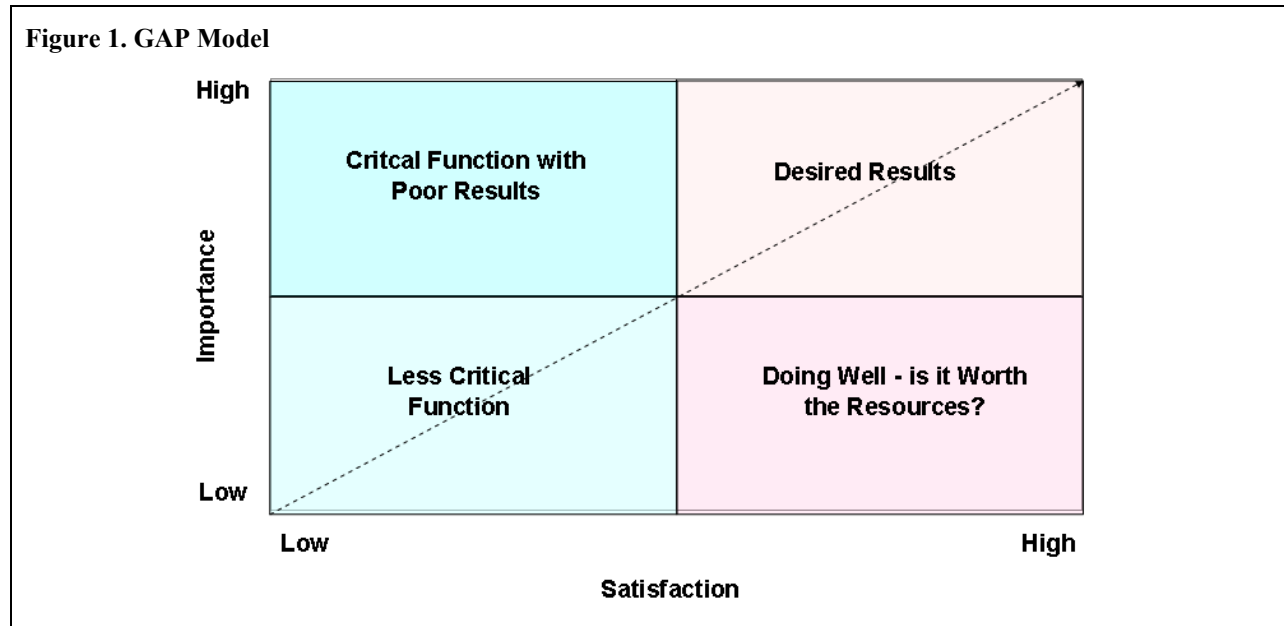 Figure 1. GAP Model
High
Critcal Function with
Poor Results
Desired Results
Importance
Less Critical
Function
Doing Well - is it Worth
the Resources?
Low
Low
High
Satisfaction